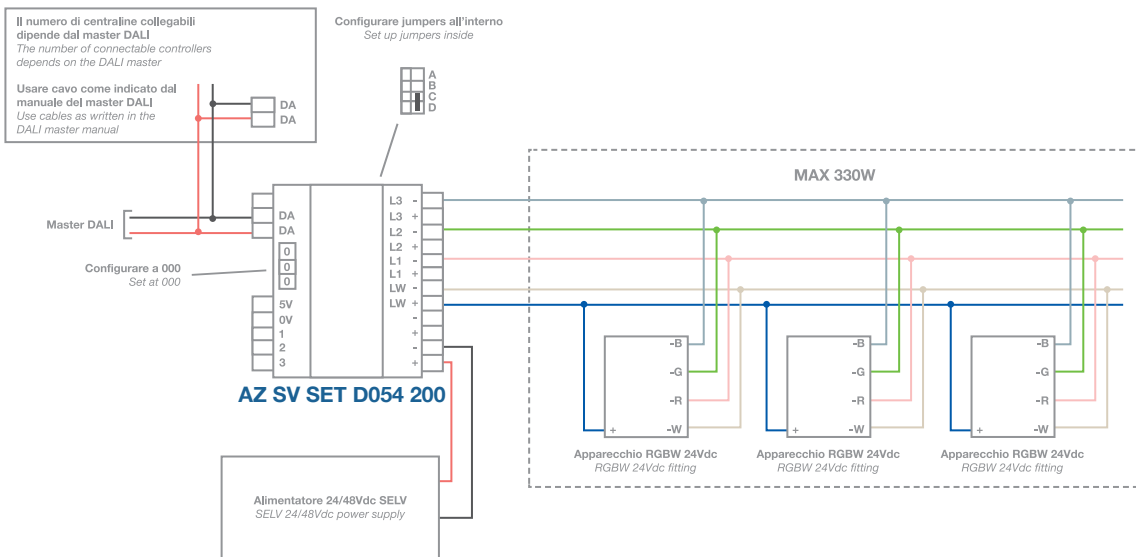 Il numero di centraline collegabili
dipende dal master DALI
The number of connectable controllers
depends on the DALI master
Usare cavo come indicato dal
manuale del master DALI
Use cables as written in the
DALI master manual
DA
DA
Configurare jumpers all'interno
Set up jumpers inside
A
B
C
D
Master DALI
DA
DA
0
0
0
Configurare a 000
Set at 000
5V
0V
1
2
3
L3 -
L3 +
L2 -
L2 +
L1 -
L1 +
LW -
LW +
-
+
-
+
AZ SV SET D054 200
Alimentatore 24/48Vdc SELV
SELV 24/48Vdc power supply
MAX 330W
-B
-G
-R
+ -W
Apparecchio RGBW 24Vdc
RGBW 24Vdc fitting
-B
-G
-R
+ -W
Apparecchio RGBW 24Vdc
RGBW 24Vdc fitting
-B
-G
-R
+ -W
Apparecchio RGBW 24Vdc
RGBW 24Vdc fitting